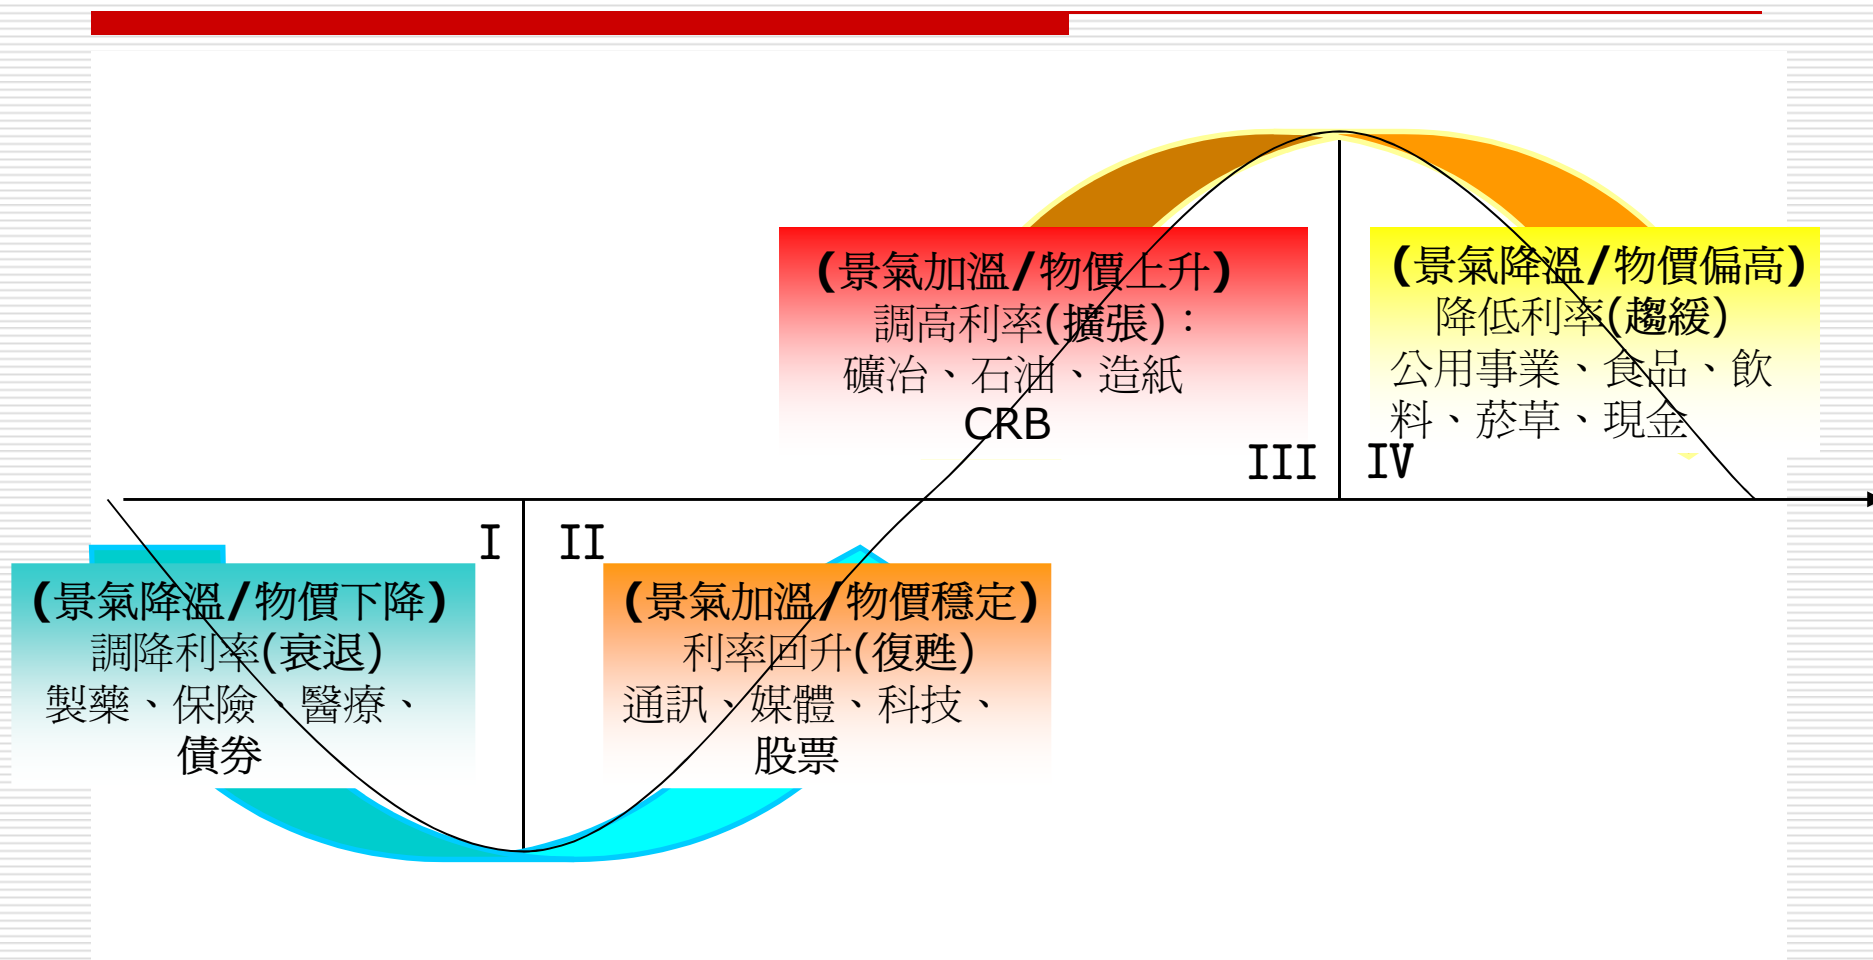 (景氣加溫/物價上升)
調高利率(擴張)：
礦冶、石油、造紙
CRB
III
(景氣降溫/物價偏高)
降低利率(趨緩)
公用事業、食品、飲
料、菸草、現金
IV
I
(景氣降溫/物價下降)
調降利率(衰退)
製藥、保險、醫療、
債券
II
(景氣加溫/物價穩定)
利率回升(復甦)
通訊、媒體、科技、
股票